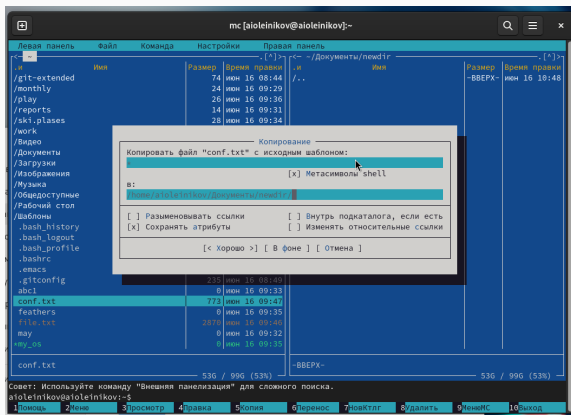 mc [aioleinikov@aioleinikov]:~
Левая панель Файл Команда Настройки Правая панель
<- ~ .[^]>
<- ~/Документы/newdir .[^]>
.и Имя Размер Время правки
.и Имя Размер Время правки
/git-extended 74 июн 16 08:44
/.. -ВВЕРХ- июн 16 10:48
/monthly 24 июн 16 09:29
/play 26 июн 16 09:36
/reports 14 июн 16 09:31
/ski.plases 28 июн 16 09:34
/work
/Видео
/Документы
/Загрузки
/Изображения
/Музыка
/Общедоступные
/Рабочий стол
/Шаблоны
.bash_history
.bash_logout
.bash_profile
.bashrc
.emacs
.gitconfig 235 июн 16 08:49
abc1 0 июн 16 09:33
conf.txt 773 июн 16 09:47
feathers 0 июн 16 09:35
file.txt 2870 июн 16 09:46
may 0 июн 16 09:32
*my_os 0 июн 16 09:35
Копирование
Копировать файл "conf.txt" с исходным шаблоном:
*
[x] Метасимволы shell
в:
/home/aioleinikov/Документы/newdir/
[ ] Разыменовывать ссылки [ ] Внутрь подкаталога, если есть
[x] Сохранять атрибуты [ ] Изменять относительные ссылки
[< Хорошо >] [ В фоне ] [ Отмена ]
conf.txt
-ВВЕРХ-
53G / 99G (53%)
53G / 99G (53%)
Совет: Используйте команду "Внешняя панелизация" для сложного поиска.
aioleinikov@aioleinikov:~$
1Помощь 2Меню 3Просмотр 4Правка 5Копия 6Перенос 7НовКтлг 8Удалить 9МенюМС 10Выход